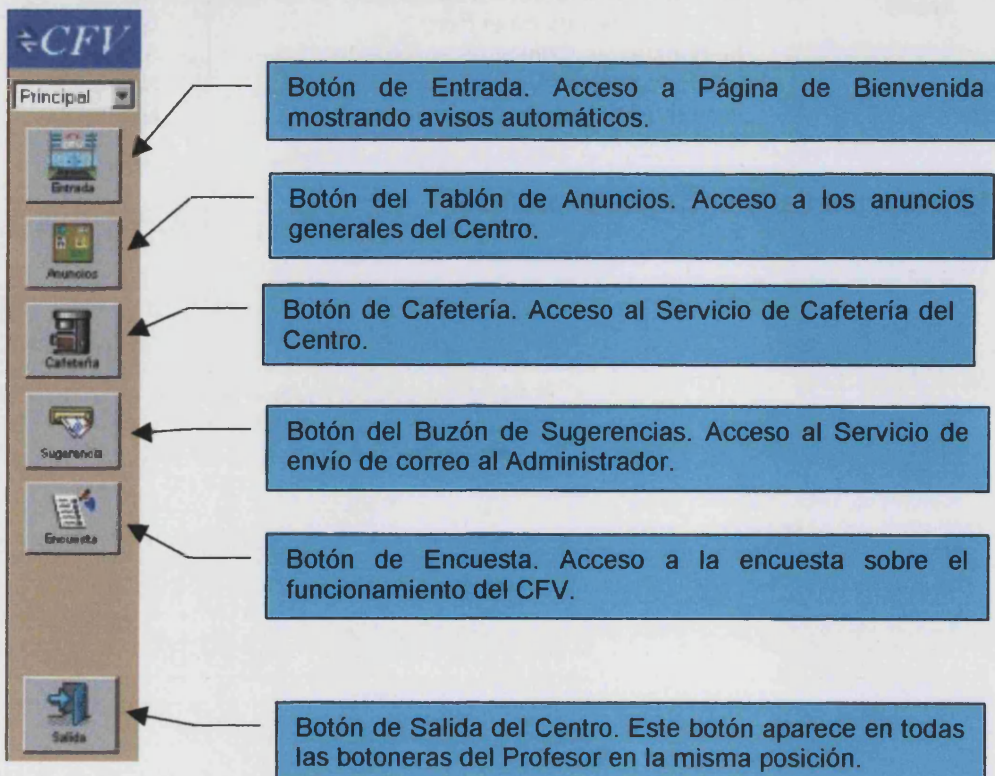 CFV
Principal
Entrada
Anuncios
Cafetería
Sugerencia
Encuesta
Salida
Botón de Entrada. Acceso a Página de Bienvenida
mostrando avisos automáticos.
Botón del Tablón de Anuncios. Acceso a los anuncios
generales del Centro.
Botón de Cafetería. Acceso al Servicio de Cafetería del
Centro.
Botón del Buzón de Sugerencias. Acceso al Servicio de
envío de correo al Administrador.
Botón de Encuesta. Acceso a la encuesta sobre el
funcionamiento del CFV.
Botón de Salida del Centro. Este botón aparece en todas
las botoneras del Profesor en la misma posición.